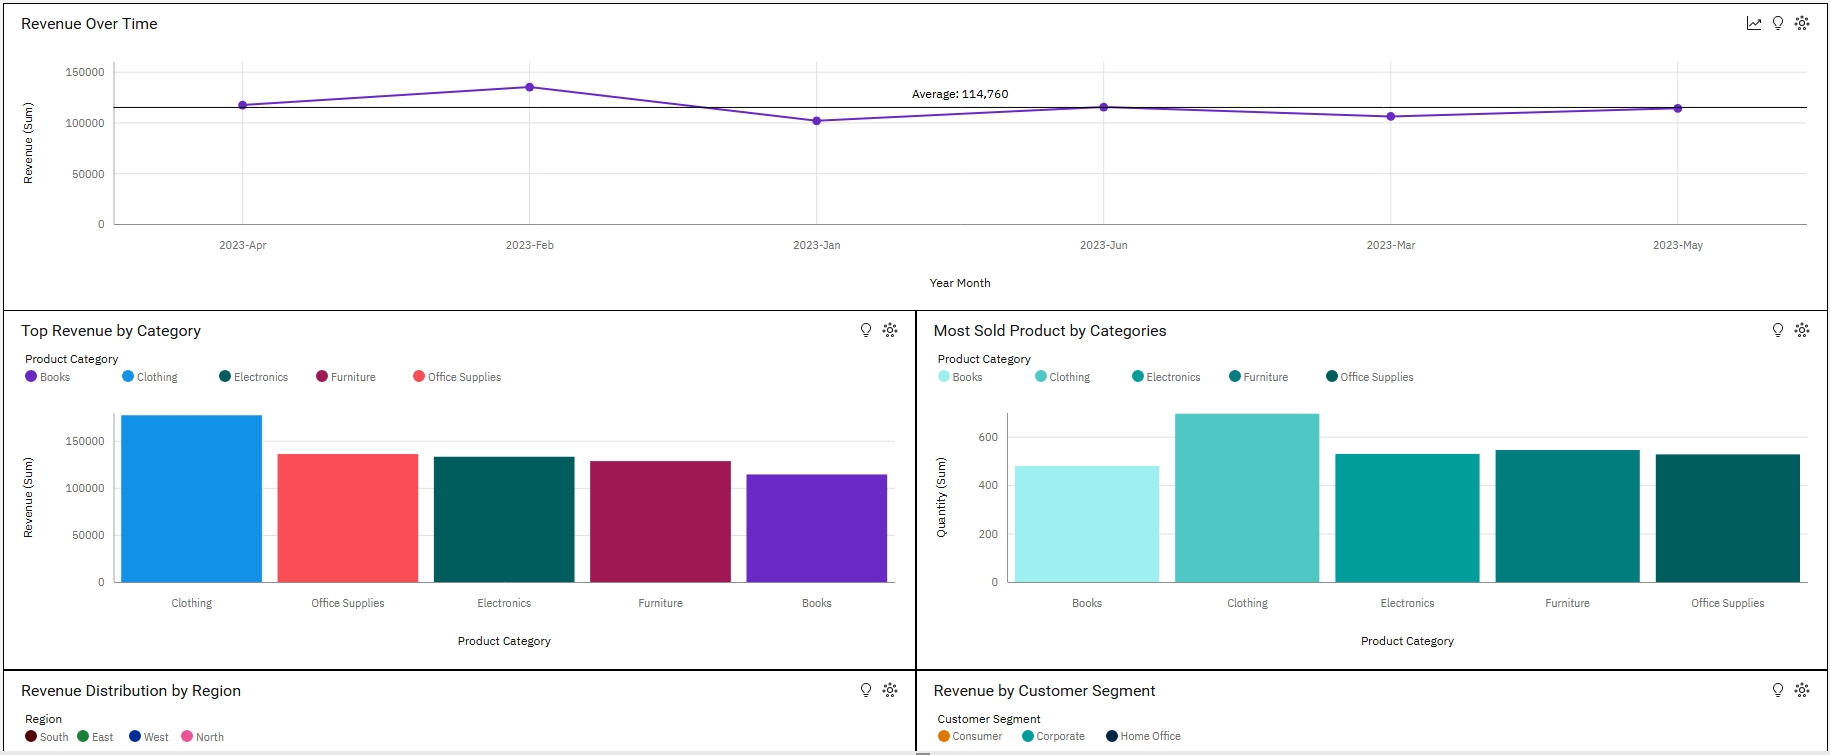 Revenue Over Time
150000
100000
50000
0
Revenue (Sum)
Average: 114,760
2023-Apr 2023-Feb 2023-Jan 2023-Jun 2023-Mar 2023-May
Year Month
Top Revenue by Category
Product Category
Books Clothing Electronics Furniture Office Supplies
150000
100000
50000
0
Revenue (Sum)
Clothing Office Supplies Electronics Furniture Books
Product Category
Most Sold Product by Categories
Product Category
Books Clothing Electronics Furniture Office Supplies
600
400
200
0
Quantity (Sum)
Books Clothing Electronics Furniture Office Supplies
Product Category
Revenue Distribution by Region
Region
South East West North
Revenue by Customer Segment
Customer Segment
Consumer Corporate Home Office